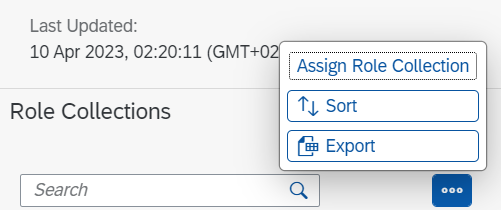 Last Updated:
10 Apr 2023, 02:20:11 (GMT+02
Assign Role Collection
Sort
Export
Role Collections
Search